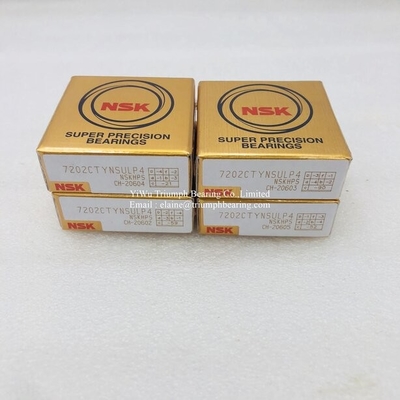 NSK
SUPER PRECISION
BEARINGS
NSK
SUPER PRECISION
BEARINGS
7202CTYNSULP4
NSKHPS
CH-20604
NSK
7202CTYNSULP4
NSKHPS
CH-20603
NSK
YiWu Triumph Bearing Co. Limited
Email : elaine@triumphbearing.com
7202CTYNSULP4
NSKHPS
CH-20602
NSK
7202CTYNSULP4
NSKHPS
CH-20605
NSK